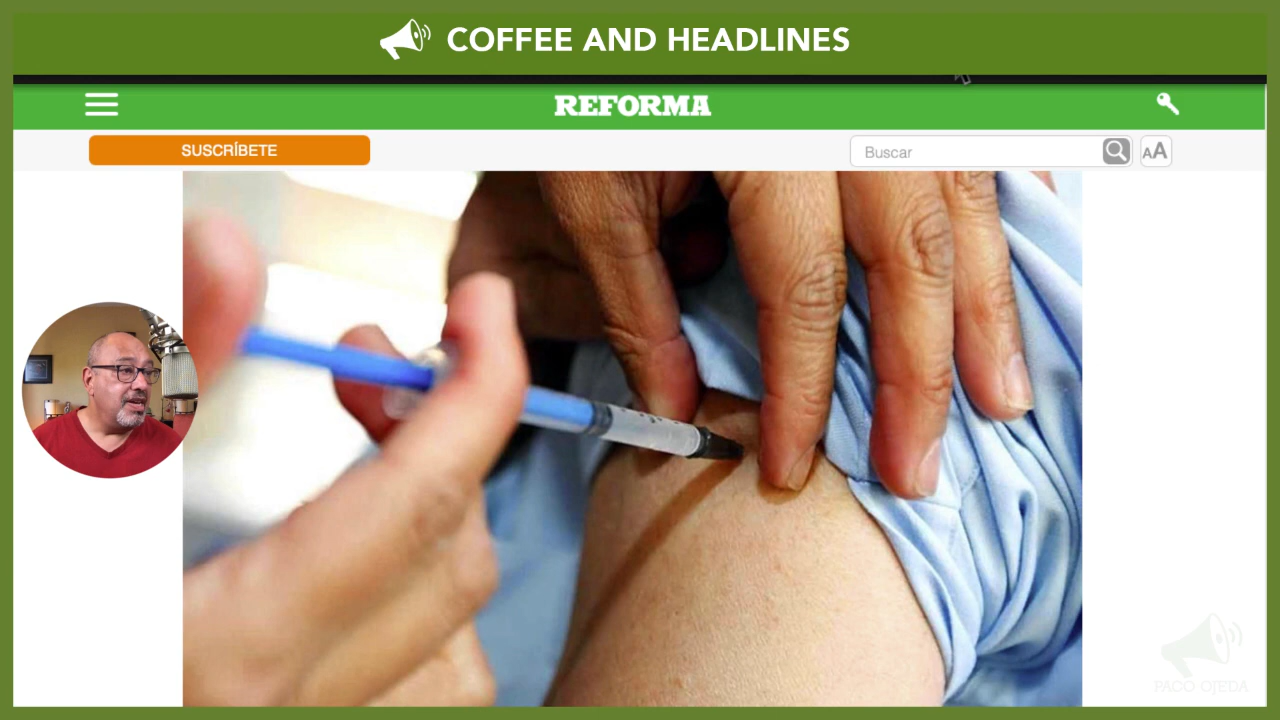 COFFEE AND HEADLINES
REFORMA
SUSCRÍBETE
Buscar
AA
PACO OJEDA